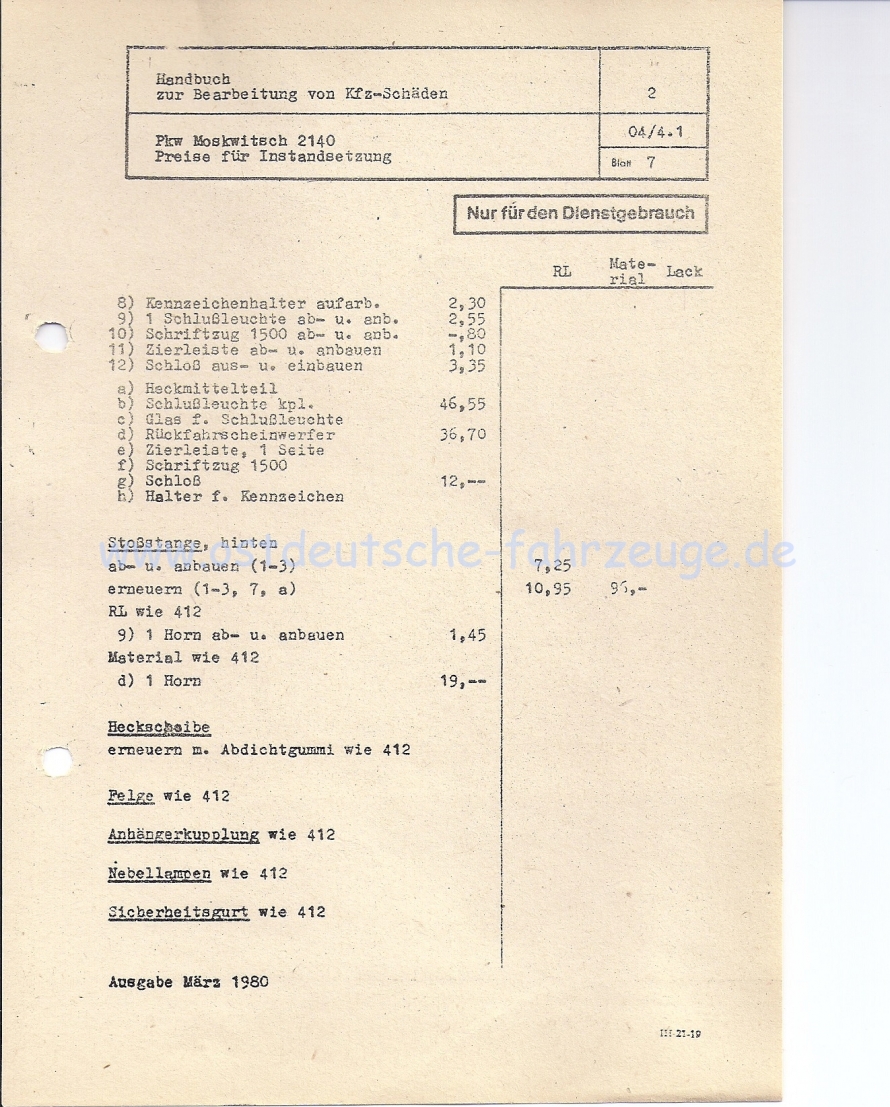 Handbuch
zur Bearbeitung von Kfz-Schäden
2
Pkw Moskwitsch 2140
Preise für Instandsetzung
04/4.1
Blatt 7
Nur für den Dienstgebrauch
RL Mate- Lack
rial
8) Kennzeichenhalter aufarb. 2,30
9) 1 Schlußleuchte ab- u. anb. 2,55
10) Schriftzug 1500 ab- u. anb. -,80
11) Zierleiste ab- u. anbauen 1,10
12) Schloß aus- u. einbauen 3,35
a) Heckmittelteil
b) Schlußleuchte kpl. 46,55
c) Glas f. Schlußleuchte
d) Rückfahrscheinwerfer 36,70
e) Zierleiste, 1 Seite
f) Schriftzug 1500
g) Schloß 12,--
h) Halter f. Kennzeichen
Stoßstange, hinten
www.ostdeutsche-fahrzeuge.de
ab- u. anbauen (1-3) 7,25
erneuern (1-3, 7, a) 10,95 96,-
RL wie 412
9) 1 Horn ab- u. anbauen 1,45
Material wie 412
d) 1 Horn 19,--
Heckscheibe
erneuern m. Abdichtgummi wie 412
Felge wie 412
Anhängerkupplung wie 412
Nebellampen wie 412
Sicherheitsgurt wie 412
Ausgabe März 1980